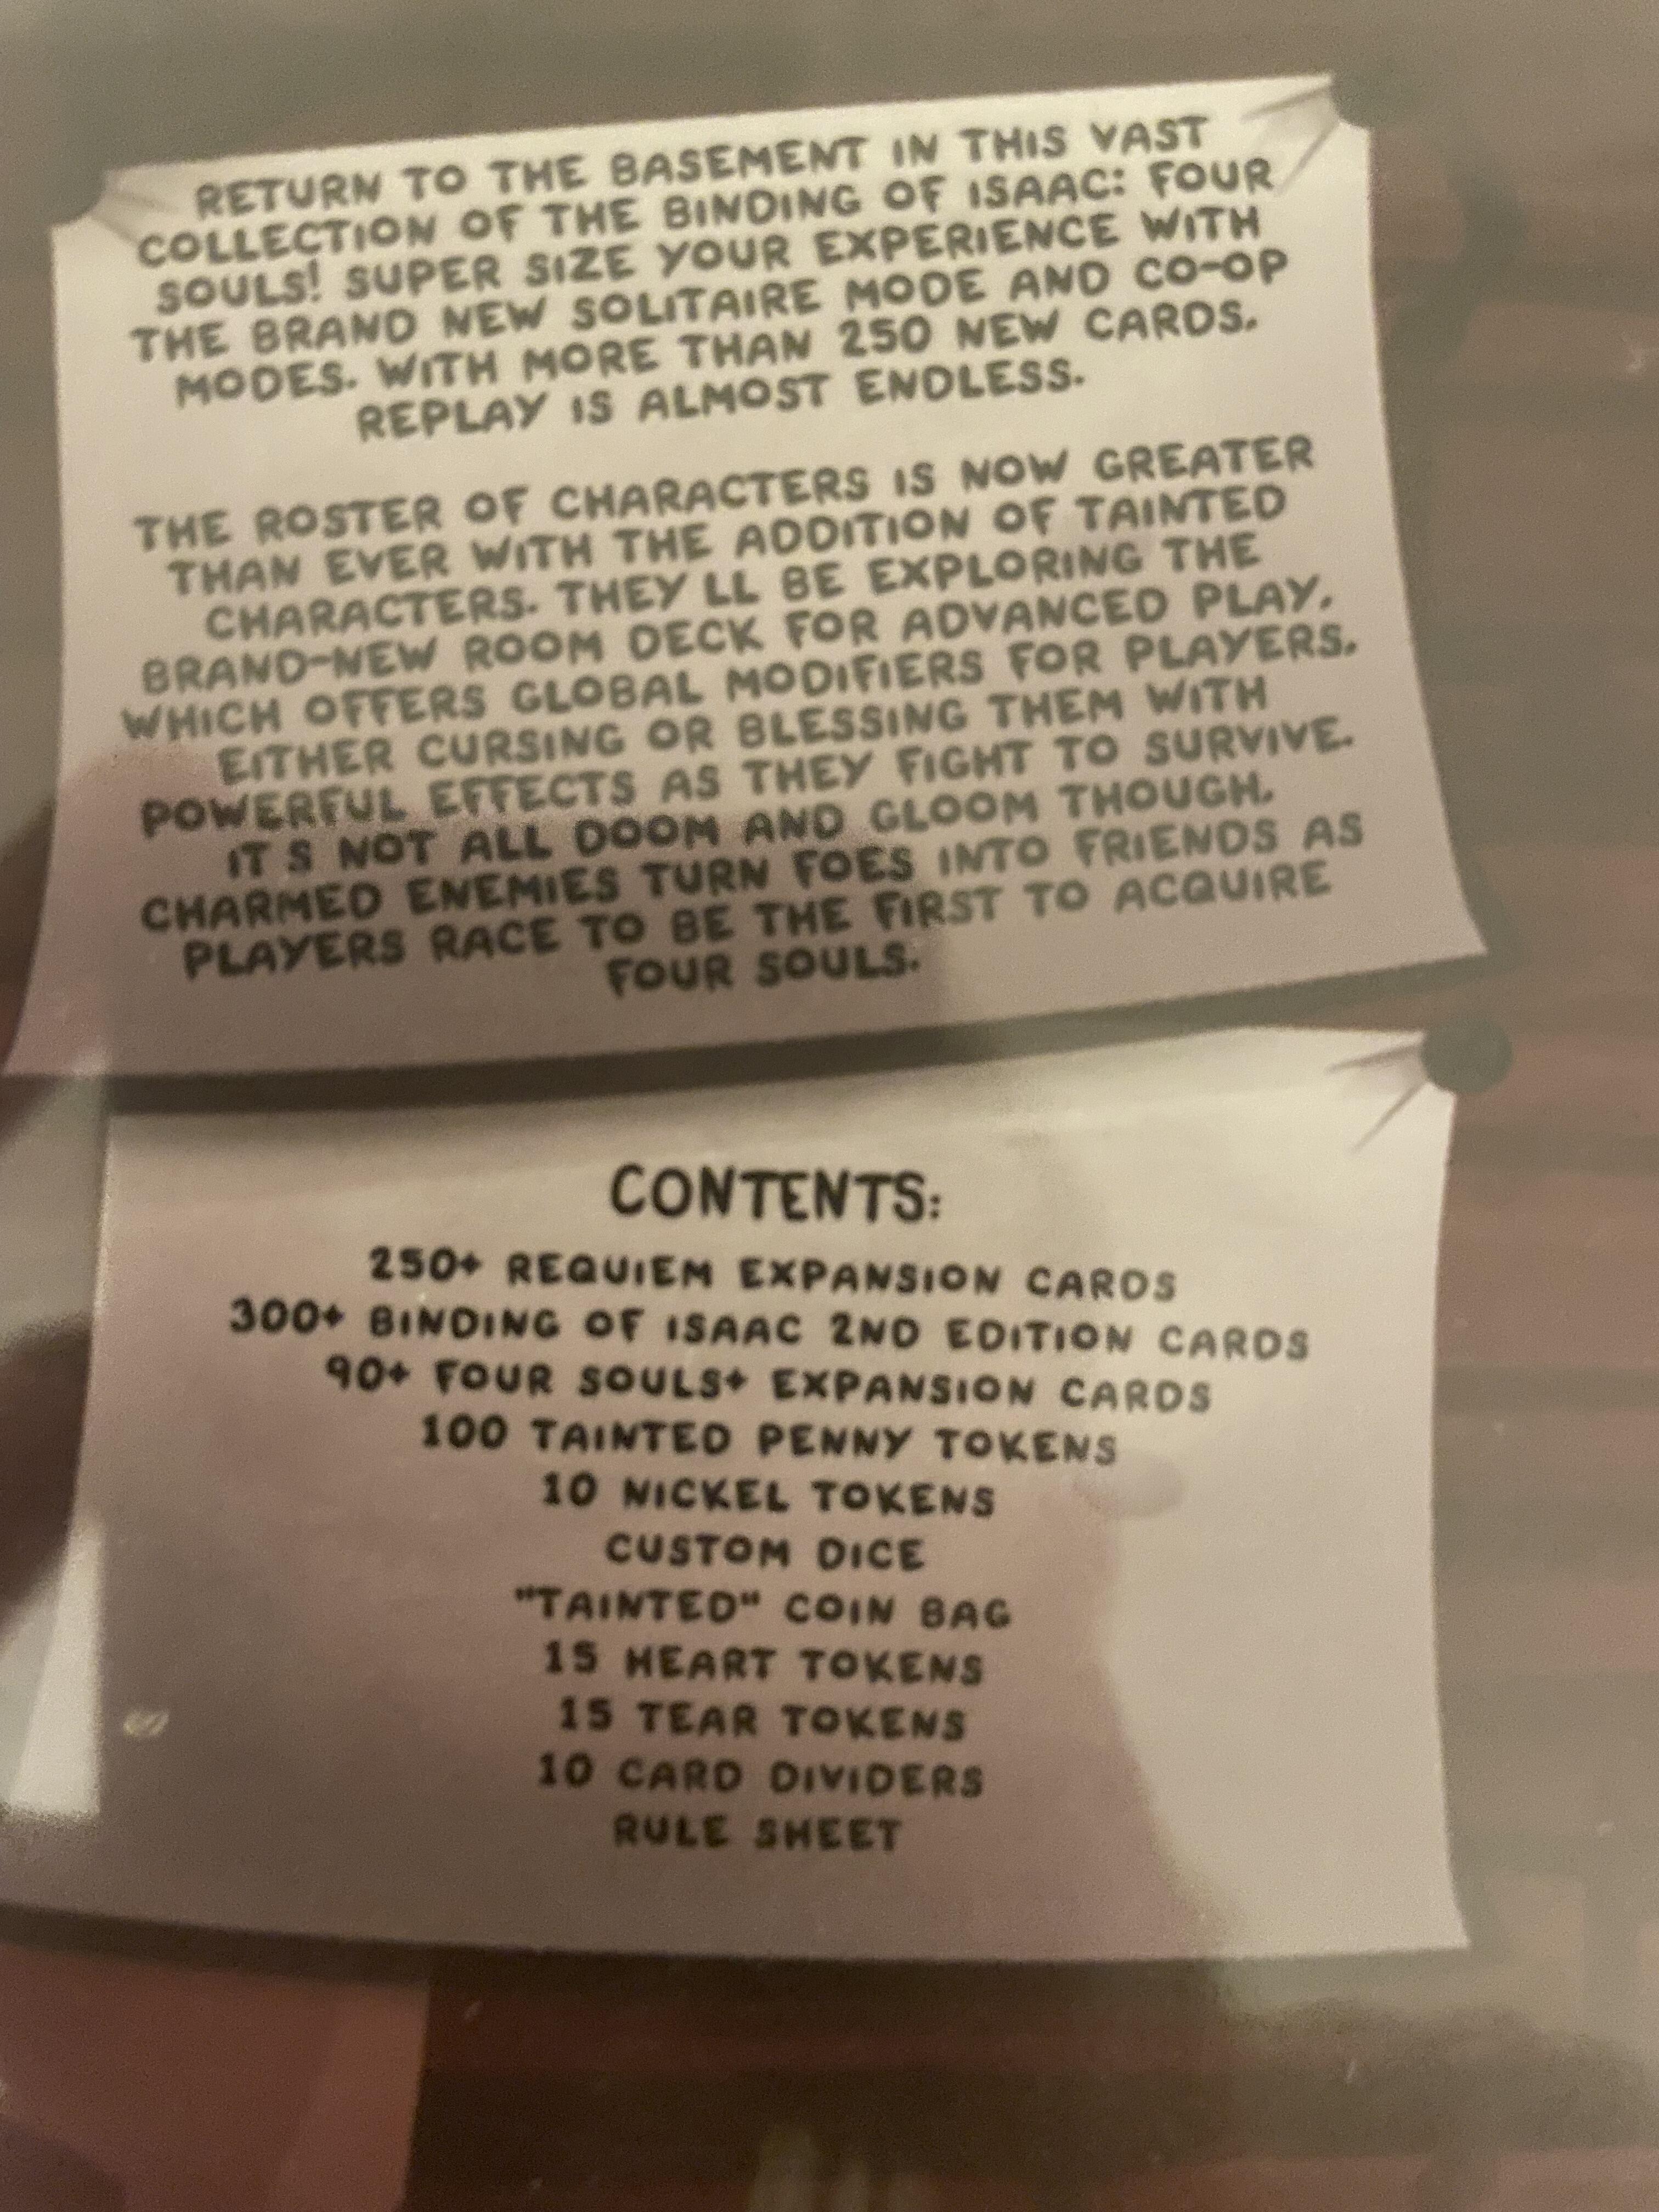 RETURN TO THE BASEMENT IN THIS VAST
COLLECTION OF THE BINDING OF ISAAC: FOUR
SOULS! SUPER SIZE YOUR EXPERIENCE WITH
THE BRAND NEW SOLITAIRE MODE AND CO-OP
MODES. WITH MORE THAN 250 NEW CARDS,
REPLAY IS ALMOST ENDLESS.
THE ROSTER OF CHARACTERS IS NOW GREATER
THAN EVER WITH THE ADDITION OF TAINTED
CHARACTERS. THEY LL BE EXPLORING THE
BRAND-NEW ROOM DECK FOR ADVANCED PLAY,
WHICH OFFERS GLOBAL MODIFIERS FOR PLAYERS,
EITHER CURSING OR BLESSING THEM WITH
POWERFUL EFFECTS AS THEY FIGHT TO SURVIVE.
IT S NOT ALL DOOM AND GLOOM THOUGH,
CHARMED ENEMIES TURN FOES INTO FRIENDS AS
PLAYERS RACE TO BE THE FIRST TO ACQUIRE
FOUR SOULS.
CONTENTS:
250+ REQUIEM EXPANSION CARDS
300+ BINDING OF ISAAC 2ND EDITION CARDS
90+ FOUR SOULS+ EXPANSION CARDS
100 TAINTED PENNY TOKENS
10 NICKEL TOKENS
CUSTOM DICE
"TAINTED" COIN BAG
15 HEART TOKENS
15 TEAR TOKENS
10 CARD DIVIDERS
RULE SHEET